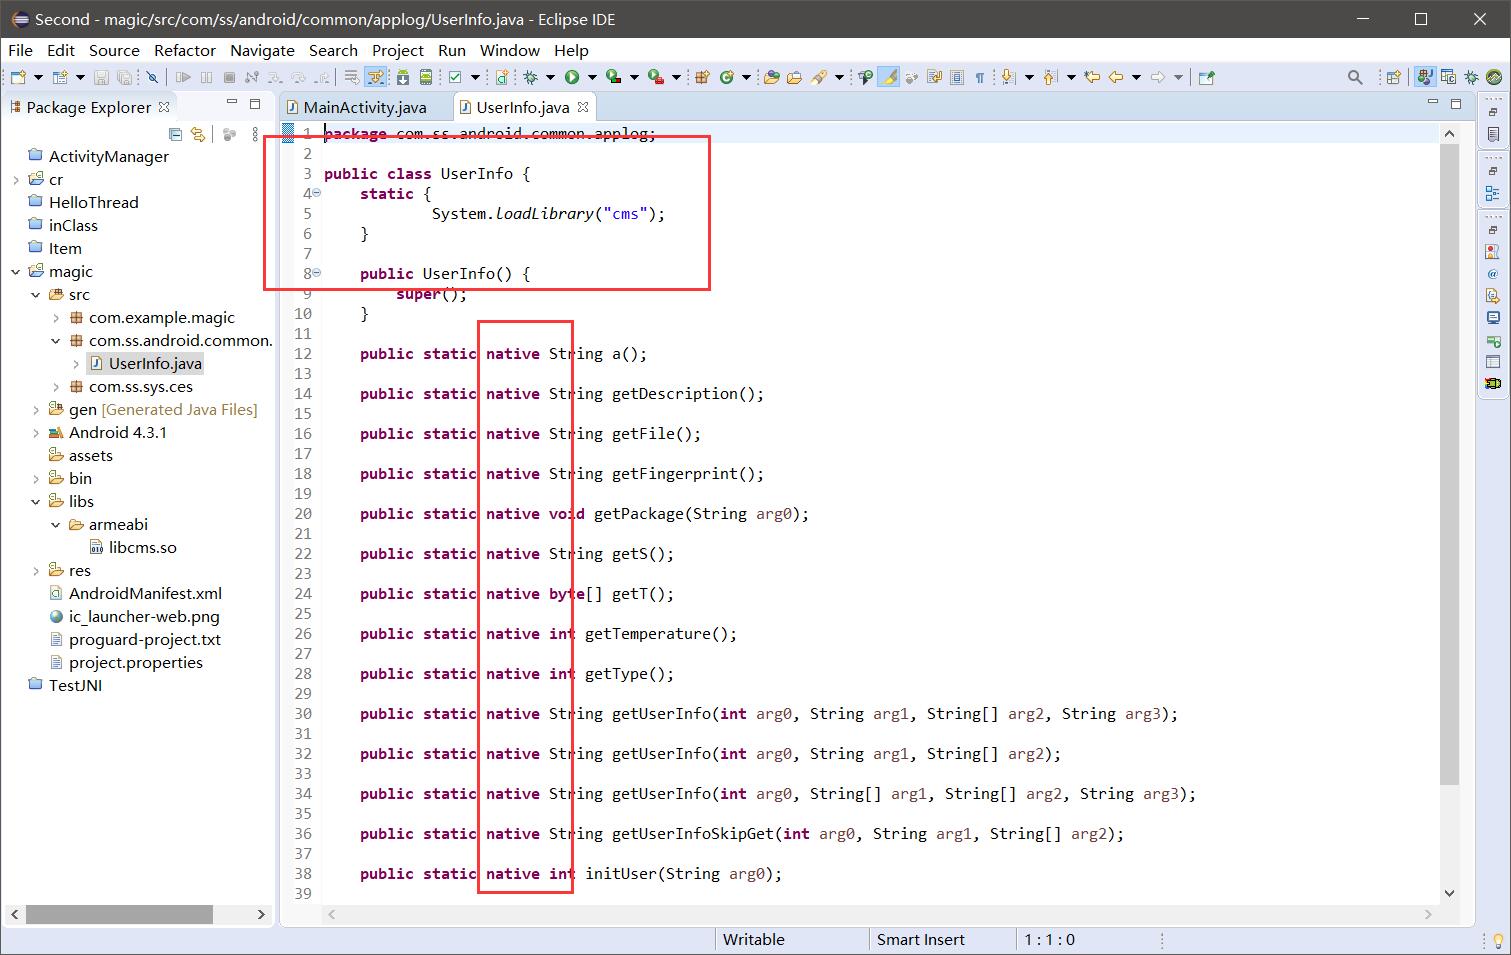 Second - magic/src/com/ss/android/common/applog/UserInfo.java - Eclipse IDE
File Edit Source Refactor Navigate Search Project Run Window Help
Package Explorer
ActivityManager
cr
HelloThread
inClass
Item
magic
src
com.example.magic
com.ss.android.common.
UserInfo.java
com.ss.sys.ces
gen [Generated Java Files]
Android 4.3.1
assets
bin
libs
armeabi
libcms.so
res
AndroidManifest.xml
ic_launcher-web.png
proguard-project.txt
project.properties
TestJNI
MainActivity.java UserInfo.java
1 package com.ss.android.common.applog;
2
3 public class UserInfo {
4 static {
5 System.loadLibrary("cms");
6 }
7
8 public UserInfo() {
9 super();
10 }
11
12 public static native String a();
13
14 public static native String getDescription();
15
16 public static native String getFile();
17
18 public static native String getFingerprint();
19
20 public static native void getPackage(String arg0);
21
22 public static native String getS();
23
24 public static native byte[] getT();
25
26 public static native int getTemperature();
27
28 public static native int getType();
29
30 public static native String getUserInfo(int arg0, String arg1, String[] arg2, String arg3);
31
32 public static native String getUserInfo(int arg0, String arg1, String[] arg2);
33
34 public static native String getUserInfo(int arg0, String[] arg1, String[] arg2, String arg3);
35
36 public static native String getUserInfoSkipGet(int arg0, String arg1, String[] arg2);
37
38 public static native int initUser(String arg0);
39
Writable Smart Insert 1 : 1 : 0